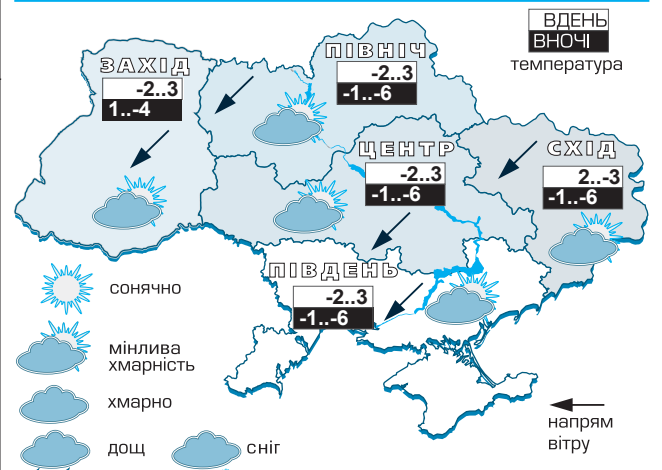 ВДЕНЬ
ВНОЧІ
температура
ПІВНІЧ
-2..3
-1..-6
ЗАХІД
-2..3
1..-4
ЦЕНТР
-2..3
-1..-6
СХІД
2..-3
-1..-6
ПІВДЕНЬ
-2..3
-1..-6
сонячно
мінлива
хмарність
хмарно
дощ
сніг
напрям
вітру